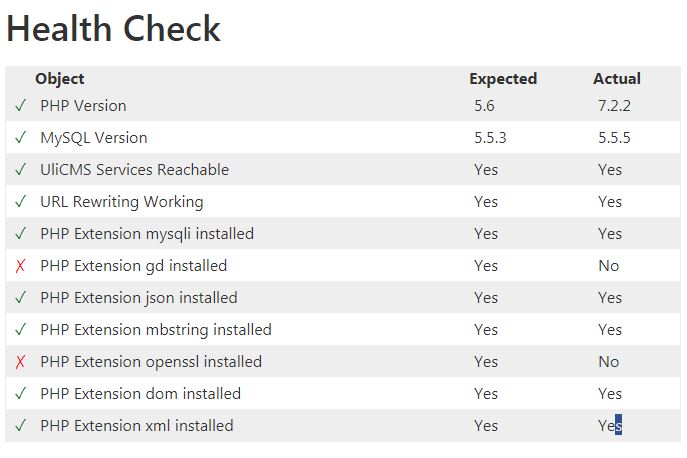 Health Check
Object Expected Actual
✓ PHP Version 5.6 7.2.2
✓ MySQL Version 5.5.3 5.5.5
✓ UliCMS Services Reachable Yes Yes
✓ URL Rewriting Working Yes Yes
✓ PHP Extension mysqli installed Yes Yes
✗ PHP Extension gd installed Yes No
✓ PHP Extension json installed Yes Yes
✓ PHP Extension mbstring installed Yes Yes
✗ PHP Extension openssl installed Yes No
✓ PHP Extension dom installed Yes Yes
✓ PHP Extension xml installed Yes Yes